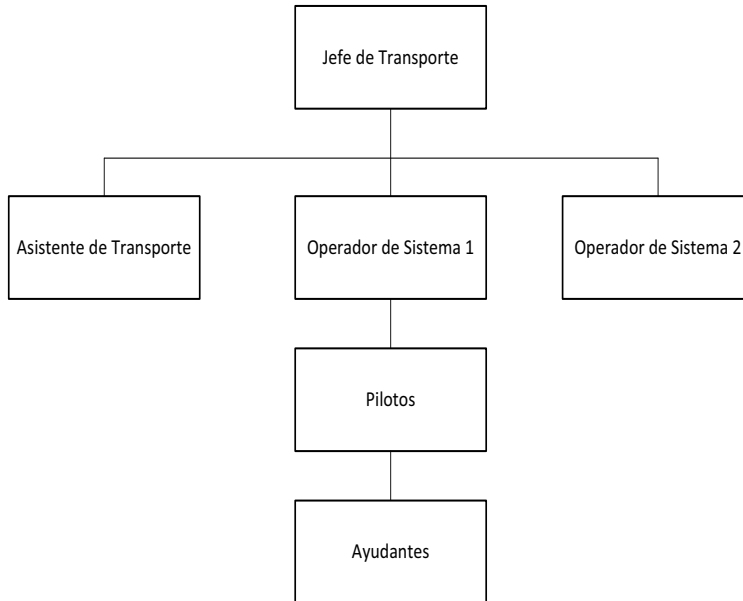 Jefe de Transporte
Asistente de Transporte
Operador de Sistema 1
Operador de Sistema 2
Pilotos
Ayudantes